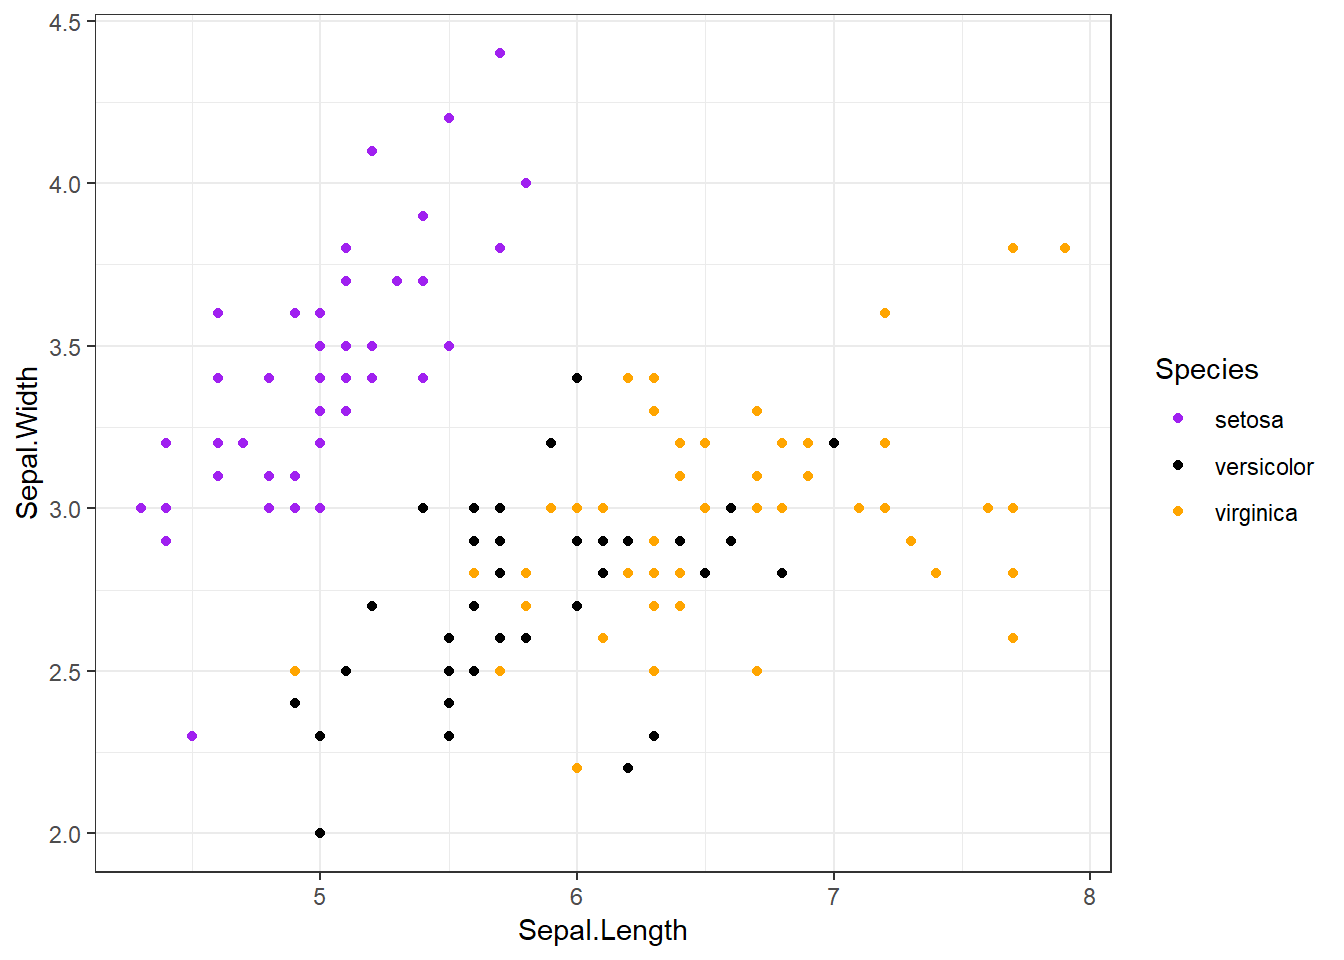 4.5
4.0
3.5
3.0
2.5
2.0
Sepal.Width
5 6 7 8
Sepal.Length
Species
setosa
versicolor
virginica